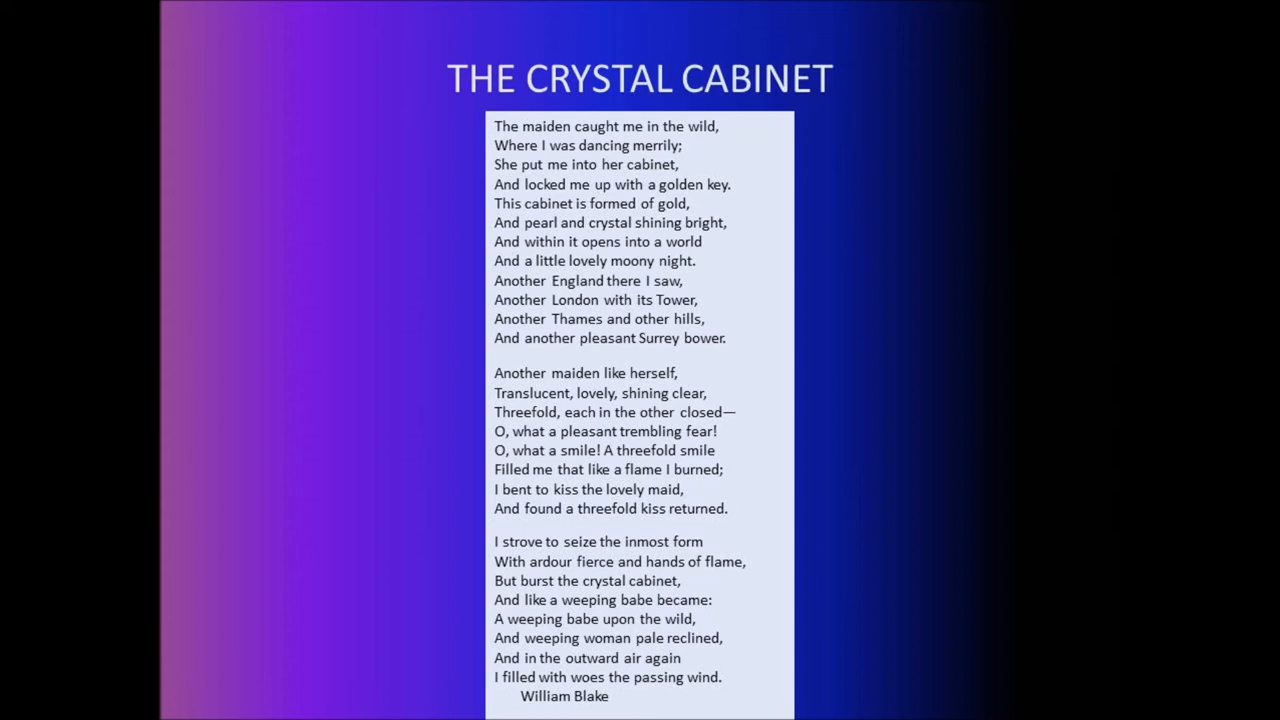 THE CRYSTAL CABINET
The maiden caught me in the wild,
Where I was dancing merrily;
She put me into her cabinet,
And locked me up with a golden key.
This cabinet is formed of gold,
And pearl and crystal shining bright,
And within it opens into a world
And a little lovely moony night.
Another England there I saw,
Another London with its Tower,
Another Thames and other hills,
And another pleasant Surrey bower.
Another maiden like herself,
Translucent, lovely, shining clear,
Threefold, each in the other closed—
O, what a pleasant trembling fear!
O, what a smile! A threefold smile
Filled me that like a flame I burned;
I bent to kiss the lovely maid,
And found a threefold kiss returned.
I strove to seize the inmost form
With ardour fierce and hands of flame,
But burst the crystal cabinet,
And like a weeping babe became:
A weeping babe upon the wild,
And weeping woman pale reclined,
And in the outward air again
I filled with woes the passing wind.
William Blake